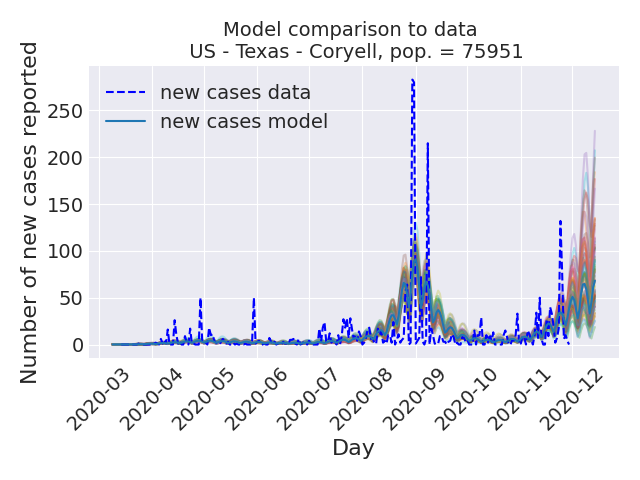 Model comparison to data
US - Texas - Coryell, pop. = 75951
Number of new cases reported
250
200
150
100
50
0
new cases data
new cases model
2020-03
2020-04
2020-05
2020-06
2020-07
2020-08
2020-09
2020-10
2020-11
2020-12
Day